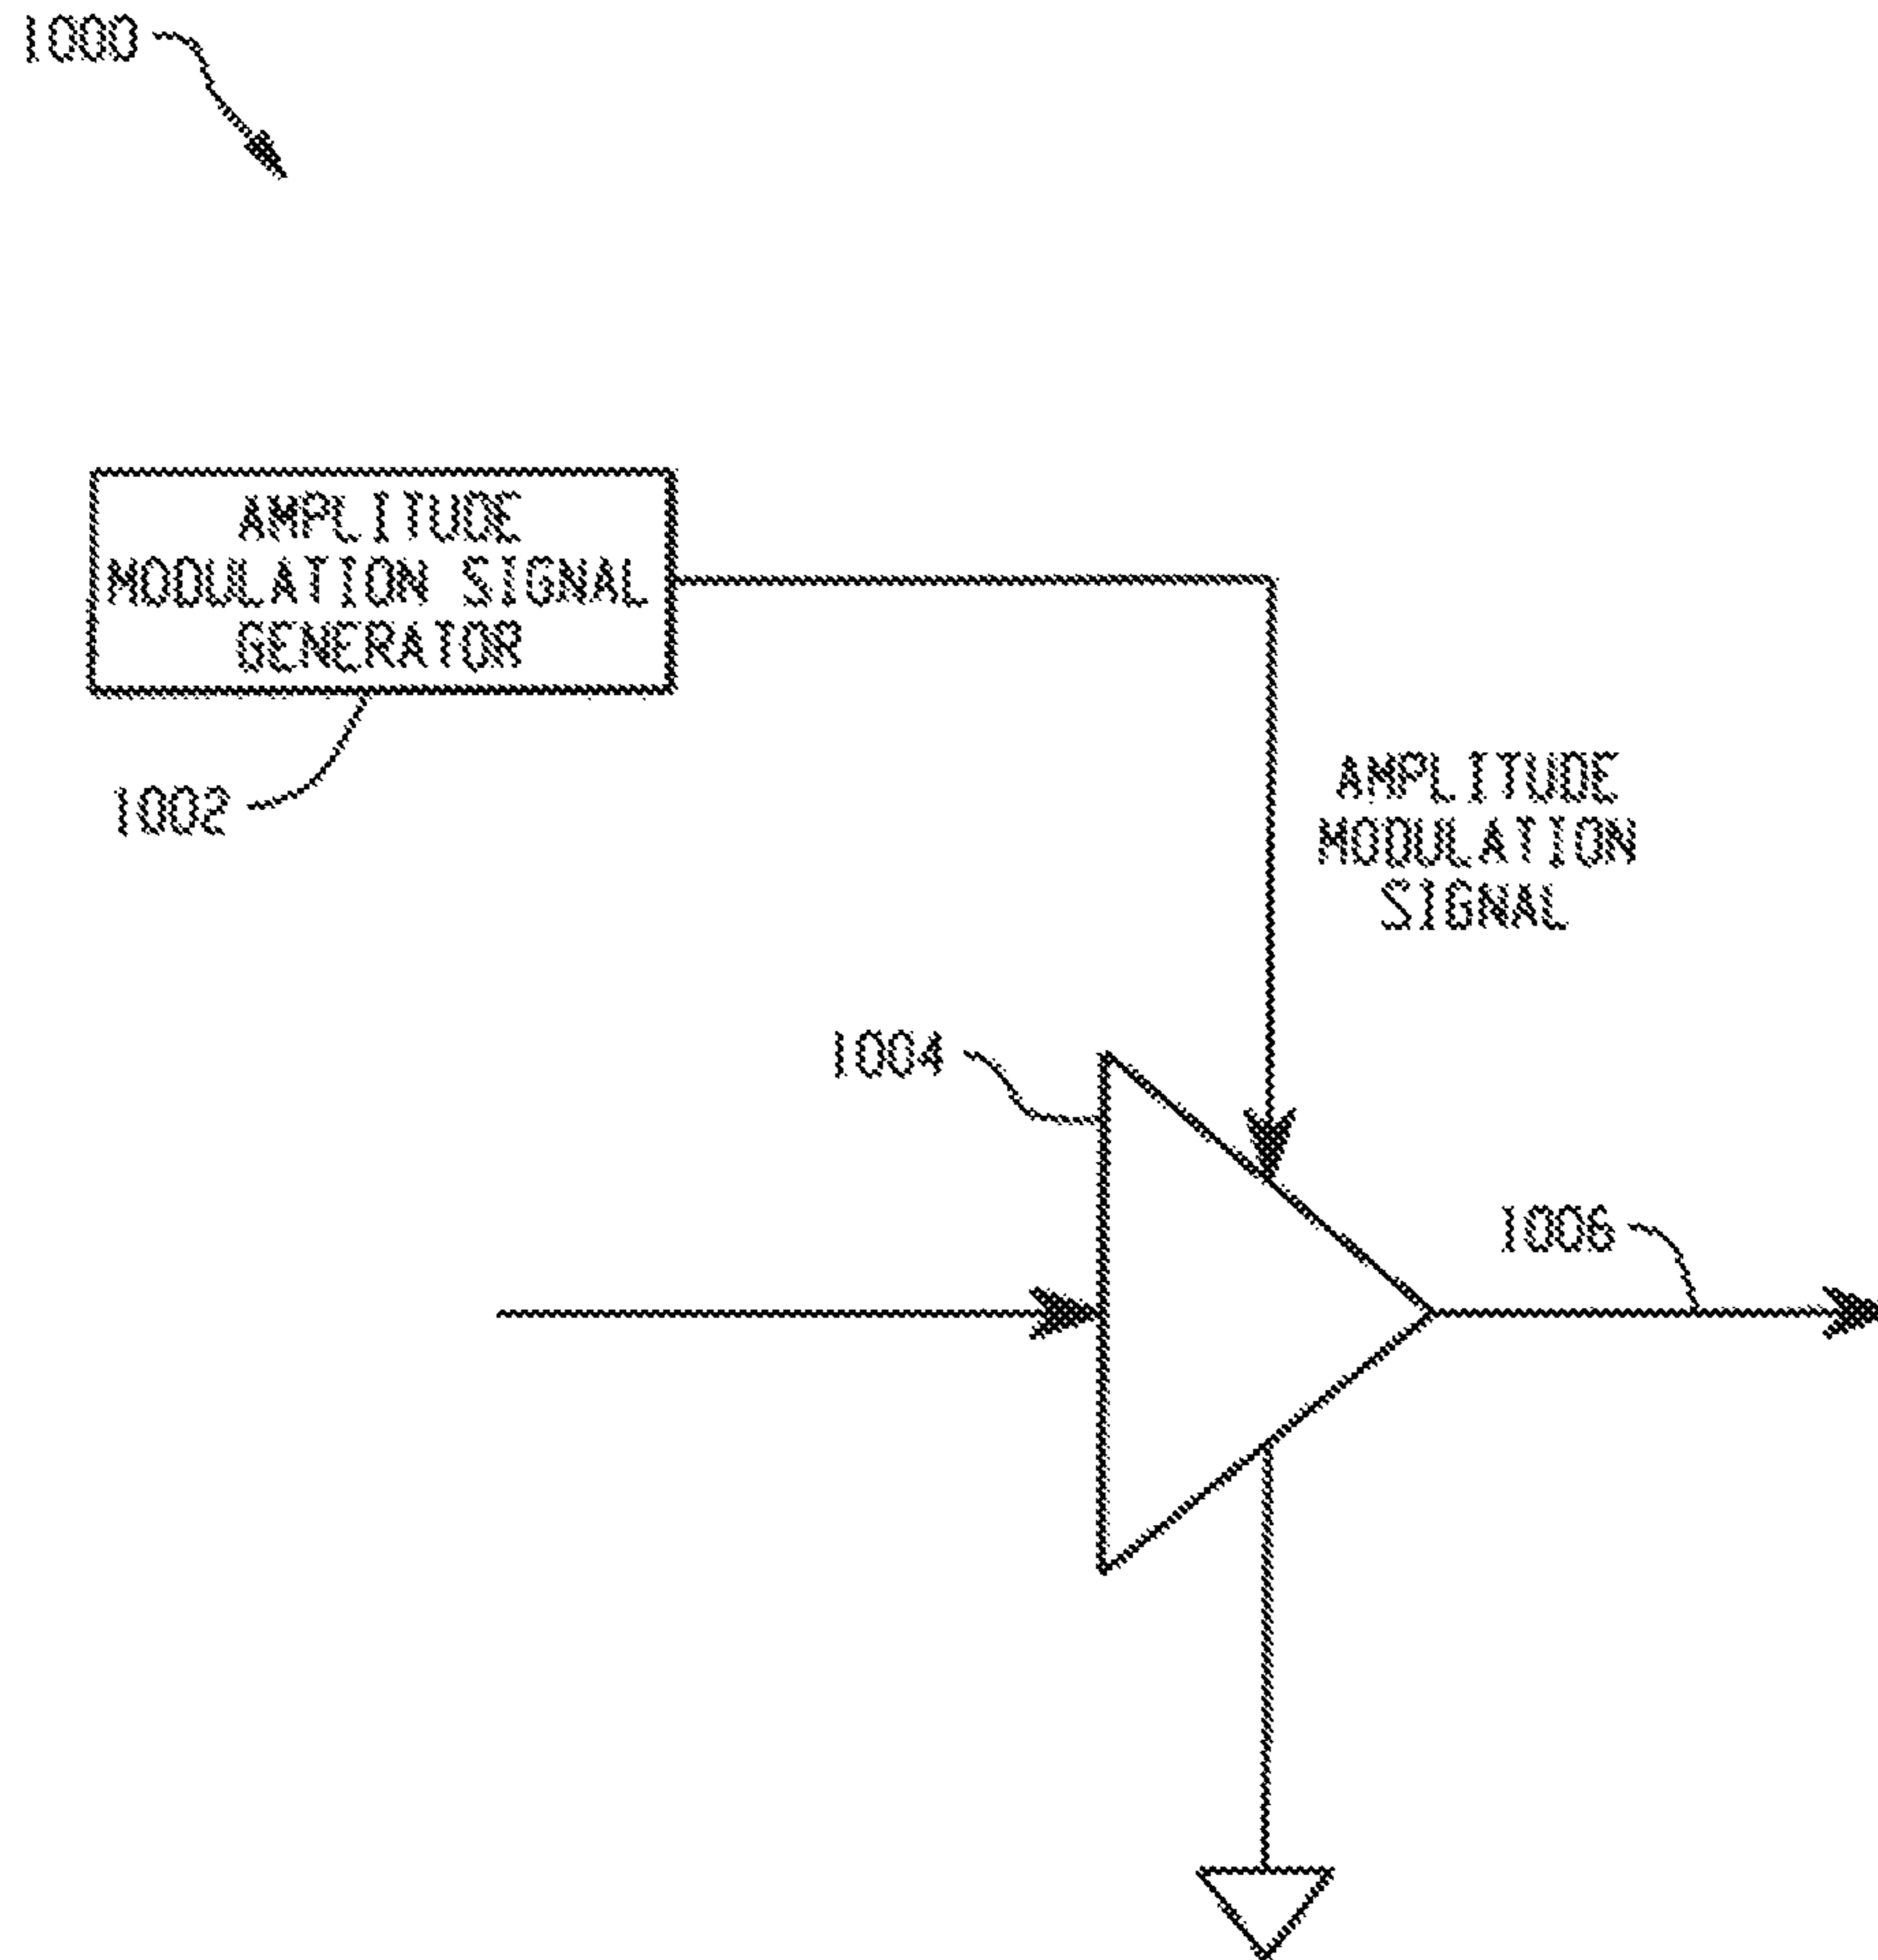 1000
AMPLITUDE
MODULATION SIGNAL
GENERATOR
1002
AMPLITUDE
MODULATION
SIGNAL
1004
1006